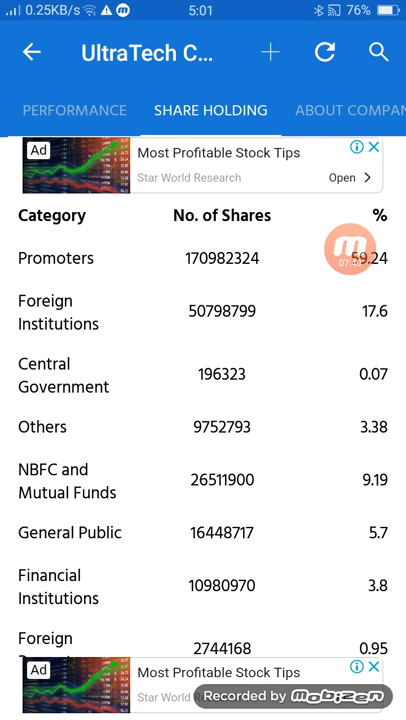 0.25KB/s 5:01 76%
UltraTech C...
PERFORMANCE SHARE HOLDING ABOUT COMPAN
Ad Most Profitable Stock Tips
Star World Research Open
Category No. of Shares %
Promoters 170982324 59.24
07:48
Foreign
Institutions 50798799 17.6
Central
Government 196323 0.07
Others 9752793 3.38
NBFC and
Mutual Funds 26511900 9.19
General Public 16448717 5.7
Financial
Institutions 10980970 3.8
Foreign 2744168 0.95
Ad Most Profitable Stock Tips
Star World
Recorded by mobizen